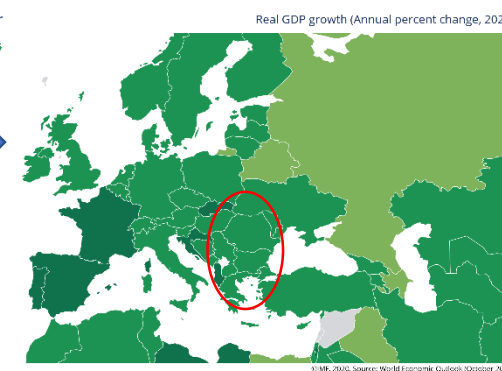 Real GDP growth (Annual percent change, 202
©IMF, 2020, Source: World Economic Outlook (October 20